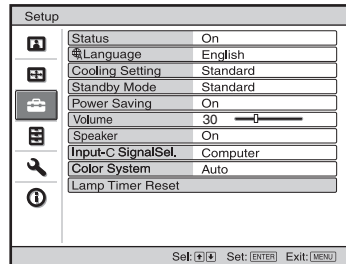 Setup
Status On
Language English
Cooling Setting Standard
Standby Mode Standard
Power Saving On
Volume 30
Speaker On
Input-C SignalSel. Computer
Color System Auto
Lamp Timer Reset
Sel: Set: ENTER Exit: MENU